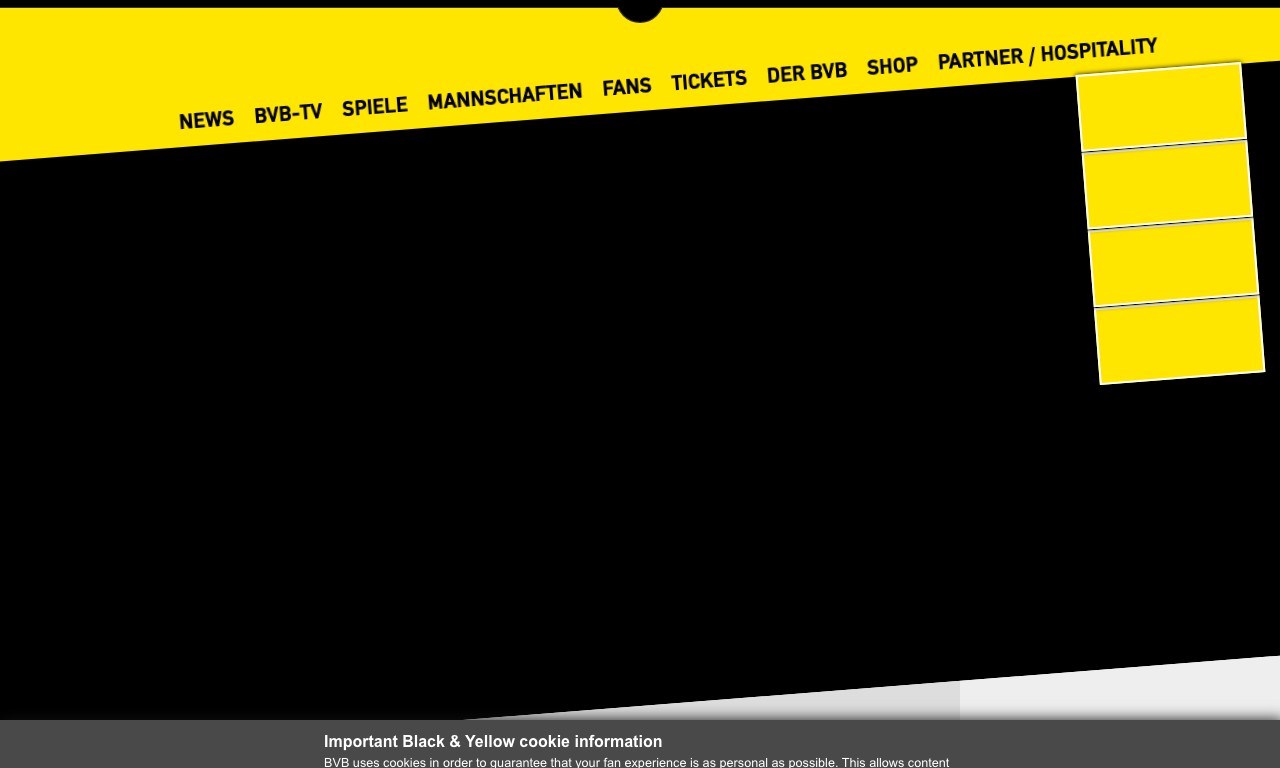 NEWS BVB-TV SPIELE MANNSCHAFTEN FANS TICKETS DER BVB SHOP PARTNER / HOSPITALITY
Important Black & Yellow cookie information
BVB uses cookies in order to guarantee that your fan experience is as personal as possible. This allows content